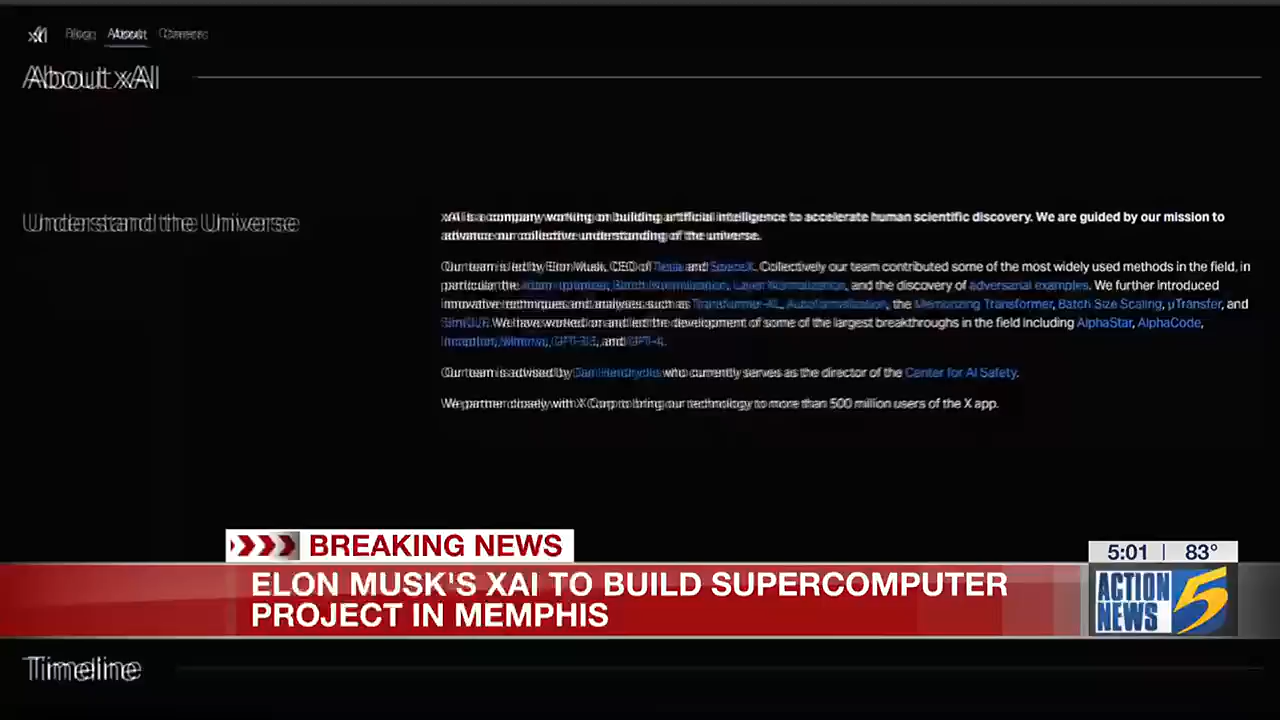 xAI Blog About Careers
About xAI
Understand the Universe
xAI is a company working on building artificial intelligence to accelerate human scientific discovery. We are guided by our mission to
advance our collective understanding of the universe.
Our team is led by Elon Musk, CEO of Tesla and SpaceX. Collectively our team contributed some of the most widely used methods in the field, in
particular the Adam optimizer, Batch Normalization, Layer Normalization, and the discovery of adversarial examples. We further introduced
innovative techniques and analyses such as Transformer-XL, Autoformalization, the Memorizing Transformer, Batch Size Scaling, μTransfer, and
SimCLR. We have worked on and led the development of some of the largest breakthroughs in the field including AlphaStar, AlphaCode,
Inception, Minerva, GPT-3.5, and GPT-4.
Our team is advised by Dan Hendrycks who currently serves as the director of the Center for AI Safety.
We partner closely with X Corp to bring our technology to more than 500 million users of the X app.
BREAKING NEWS
ELON MUSK'S XAI TO BUILD SUPERCOMPUTER
PROJECT IN MEMPHIS
5:01 | 83°
ACTION
NEWS 5
Timeline